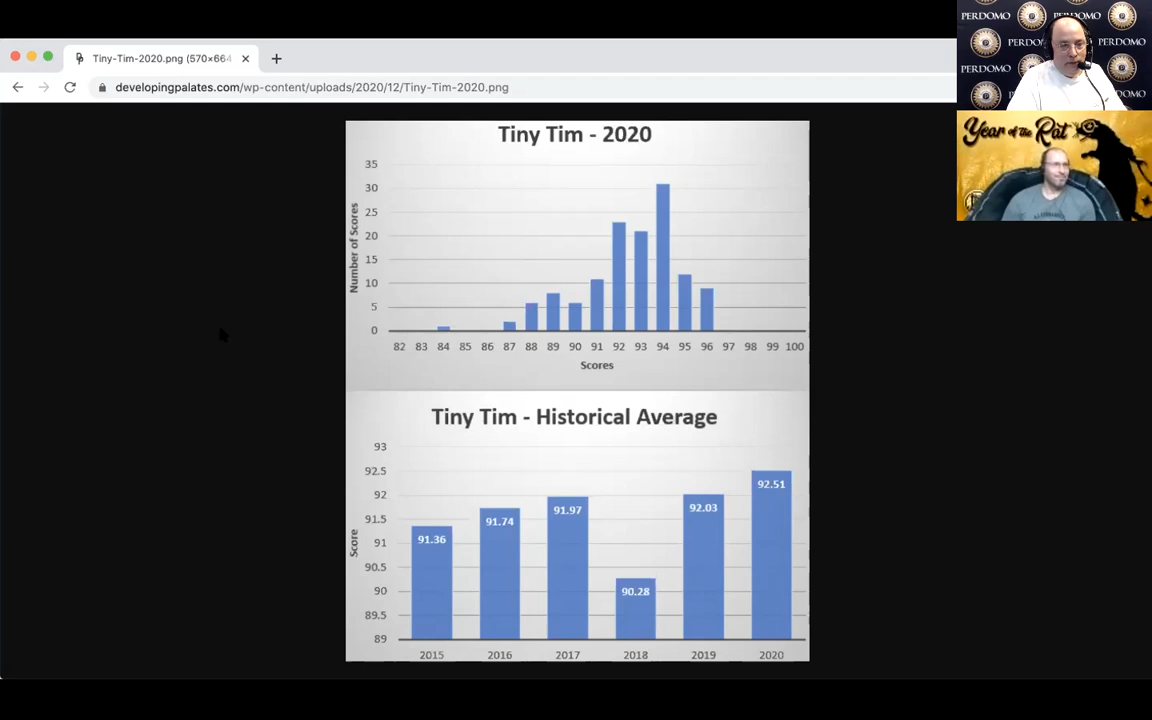 Tiny-Tim-2020.png (570×664
developingpalates.com/wp-content/uploads/2020/12/Tiny-Tim-2020.png
Tiny Tim - 2020
35
30
25
20
15
10
5
0
Number of Scores
82 83 84 85 86 87 88 89 90 91 92 93 94 95 96 97 98 99 100
Scores
Tiny Tim - Historical Average
93
92.5
92
91.5
91
90.5
90
89.5
89
Score
91.36
91.74
91.97
90.28
92.03
92.51
2015 2016 2017 2018 2019 2020
PERDOMO PERDOMO
PERDO PERDOMO
PERDOMO PERDOMO
Year of the Rat